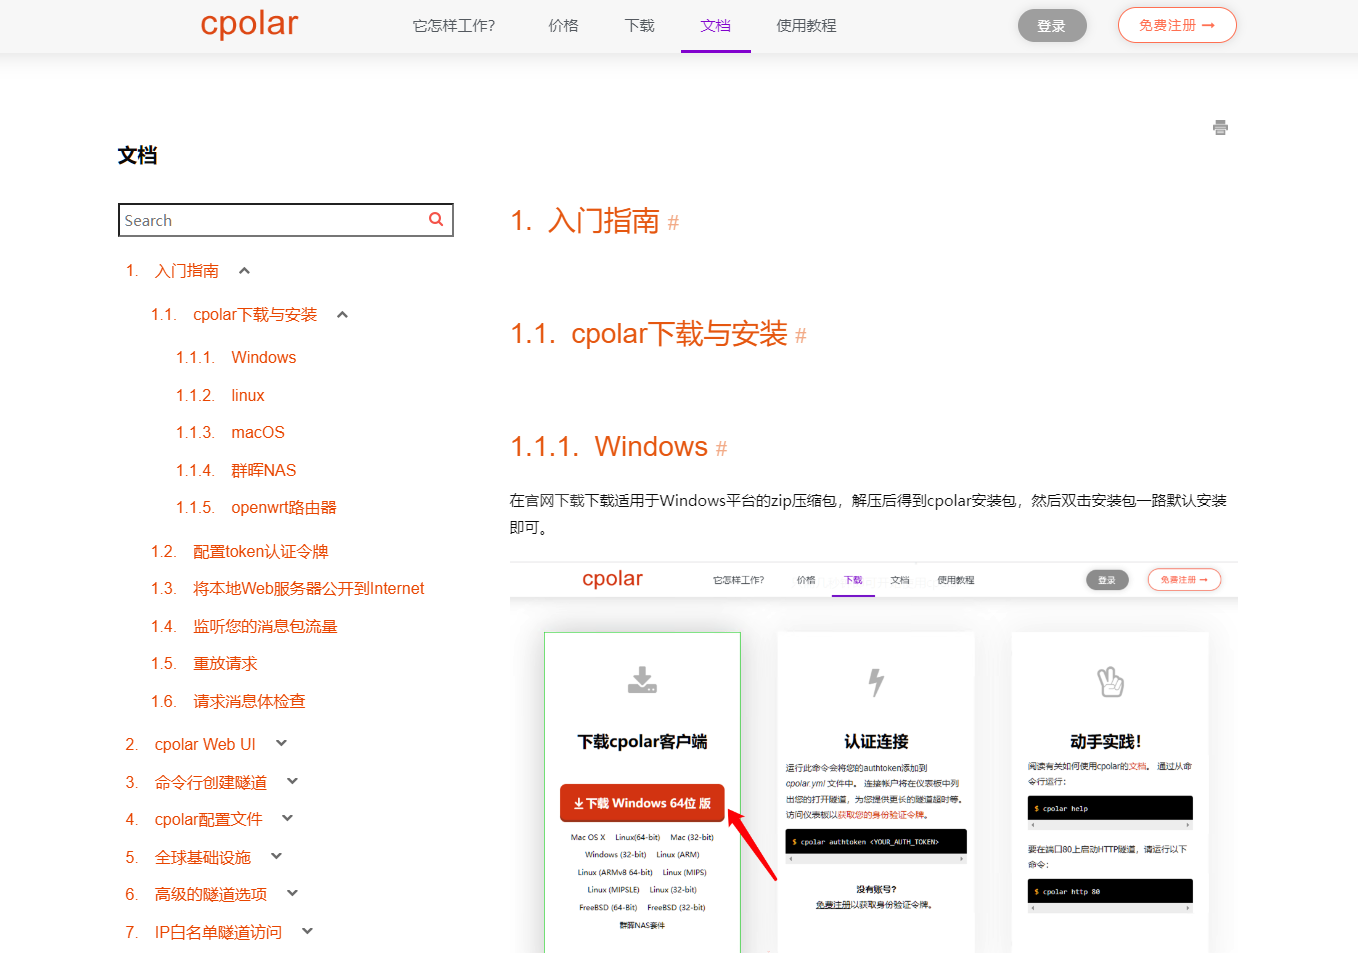 cpolar
它怎样工作?
价格
下载
文档
使用教程
登录
免费注册 →
文档
Search
1. 入门指南
1.1. cpolar下载与安装
1.1.1. Windows
1.1.2. linux
1.1.3. macOS
1.1.4. 群晖NAS
1.1.5. openwrt路由器
1.2. 配置token认证令牌
1.3. 将本地Web服务器公开到Internet
1.4. 监听您的消息包流量
1.5. 重放请求
1.6. 请求消息体检查
2. cpolar Web UI
3. 命令行创建隧道
4. cpolar配置文件
5. 全球基础设施
6. 高级的隧道选项
7. IP白名单隧道访问
1. 入门指南 #
1.1. cpolar下载与安装 #
1.1.1. Windows #
在官网下载下载适用于Windows平台的zip压缩包，解压后得到cpolar安装包，然后双击安装包一路默认安装
即可。
cpolar
它怎样工作?
价格
下载
文档
使用教程
登录
免费注册 →
下载cpolar客户端
下载 Windows 64位 版
Mac OS X Linux(64-bit) Mac (32-bit)
Windows (32-bit) Linux (ARM)
Linux (ARMv8 64-bit) Linux (MIPS)
Linux (MIPSLE) Linux (32-bit)
FreeBSD (64-Bit) FreeBSD (32-bit)
群晖NAS套件
认证连接
运行此命令会将您的authtoken添加到
cpolar.yml 文件中。 连接帐户将在仪表板中列
出您的打开隧道，为您提供更长的隧道超时等。
访问仪表板以获取您的身份验证令牌。
$ cpolar authtoken <YOUR_AUTH_TOKEN>
没有账号?
免费注册以获取身份验证令牌。
动手实践！
阅读有关如何使用cpolar的文档。 通过从命
令行运行：
$ cpolar help
要在端口80上启动HTTP隧道，请运行以下
命令：
$ cpolar http 80